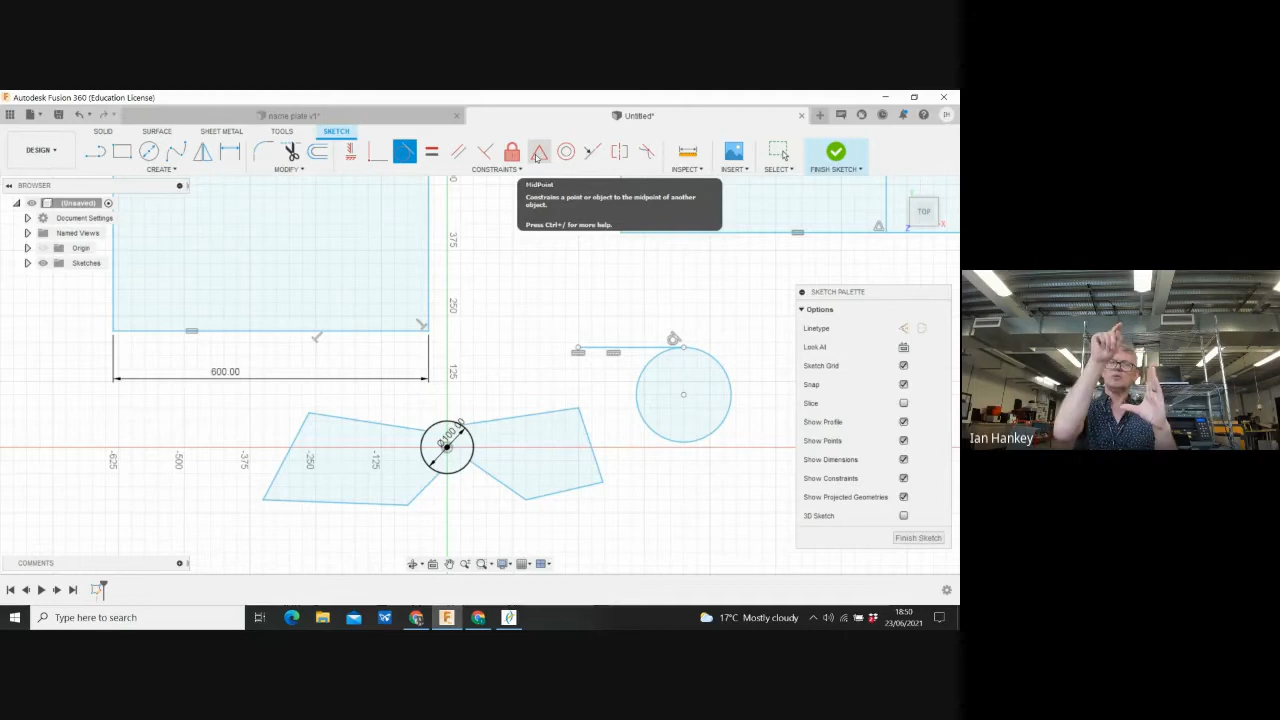 Autodesk Fusion 360 (Education License)
name plate v1*
Untitled*
IH
SOLID
SURFACE
SHEET METAL
TOOLS
SKETCH
DESIGN
CREATE
MODIFY
CONSTRAINTS
INSPECT
INSERT
SELECT
FINISH SKETCH
BROWSER
(Unsaved)
Document Settings
Named Views
Origin
Sketches
MidPoint
Constrains a point or object to the midpoint of another
object.
Press Ctrl+/ for more help.
TOP
X
Z
375
250
125
600.00
Ø100.00
-625
-500
-375
-250
-125
SKETCH PALETTE
Options
Linetype
Look At
Sketch Grid
Snap
Slice
Show Profile
Show Points
Show Dimensions
Show Constraints
Show Projected Geometries
3D Sketch
Finish Sketch
Ian Hankey
COMMENTS
Type here to search
17°C Mostly cloudy
18:50
23/06/2021